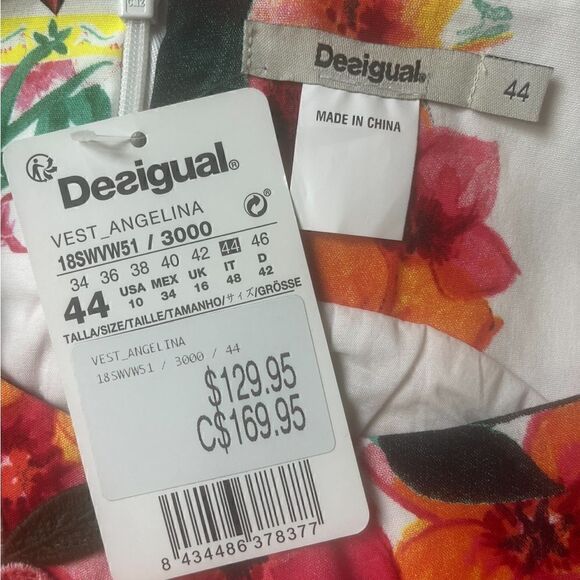 Desigual®
44
MADE IN CHINA
Desigual®
VEST_ANGELINA
18SWVW51 / 3000
34 36 38 40 42 44 46
44 USA MEX UK IT D
10 34 16 48 42
TALLA/SIZE/TAILLE/TAMANHO/サイズ/GRÖSSE
VEST_ANGELINA
18SWVW51 / 3000 / 44
$129.95
C$169.95
8 434486 378377